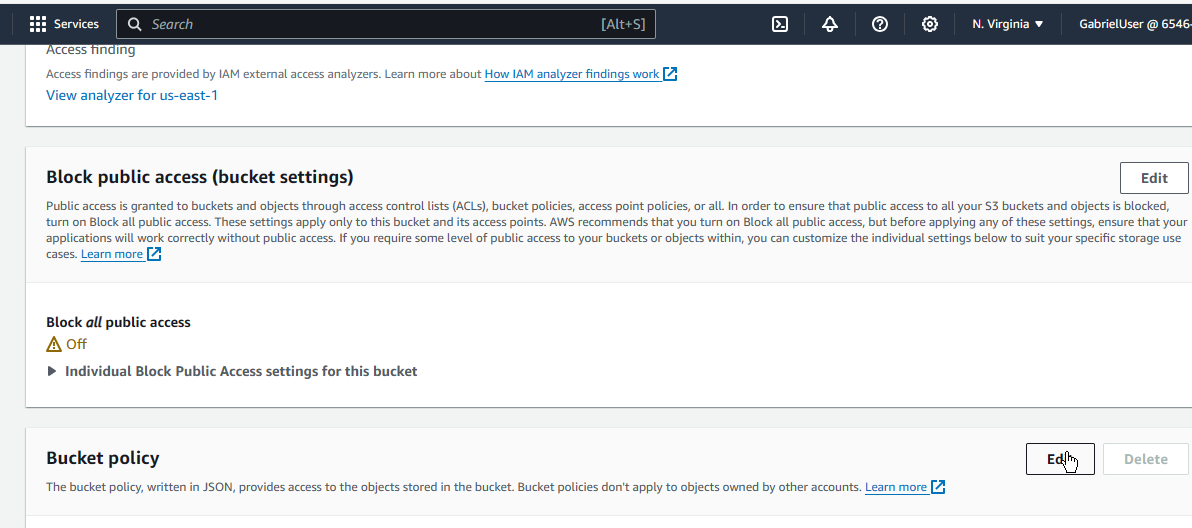 Services
Search
[Alt+S]
N. Virginia
GabrielUser @ 6546-
Access finding
Access findings are provided by IAM external access analyzers. Learn more about How IAM analyzer findings work
View analyzer for us-east-1
Block public access (bucket settings)
Edit
Public access is granted to buckets and objects through access control lists (ACLs), bucket policies, access point policies, or all. In order to ensure that public access to all your S3 buckets and objects is blocked,
turn on Block all public access. These settings apply only to this bucket and its access points. AWS recommends that you turn on Block all public access, but before applying any of these settings, ensure that your
applications will work correctly without public access. If you require some level of public access to your buckets or objects within, you can customize the individual settings below to suit your specific storage use
cases. Learn more
Block all public access
Off
Individual Block Public Access settings for this bucket
Bucket policy
Delete
The bucket policy, written in JSON, provides access to the objects stored in the bucket. Bucket policies don't apply to objects owned by other accounts. Learn more